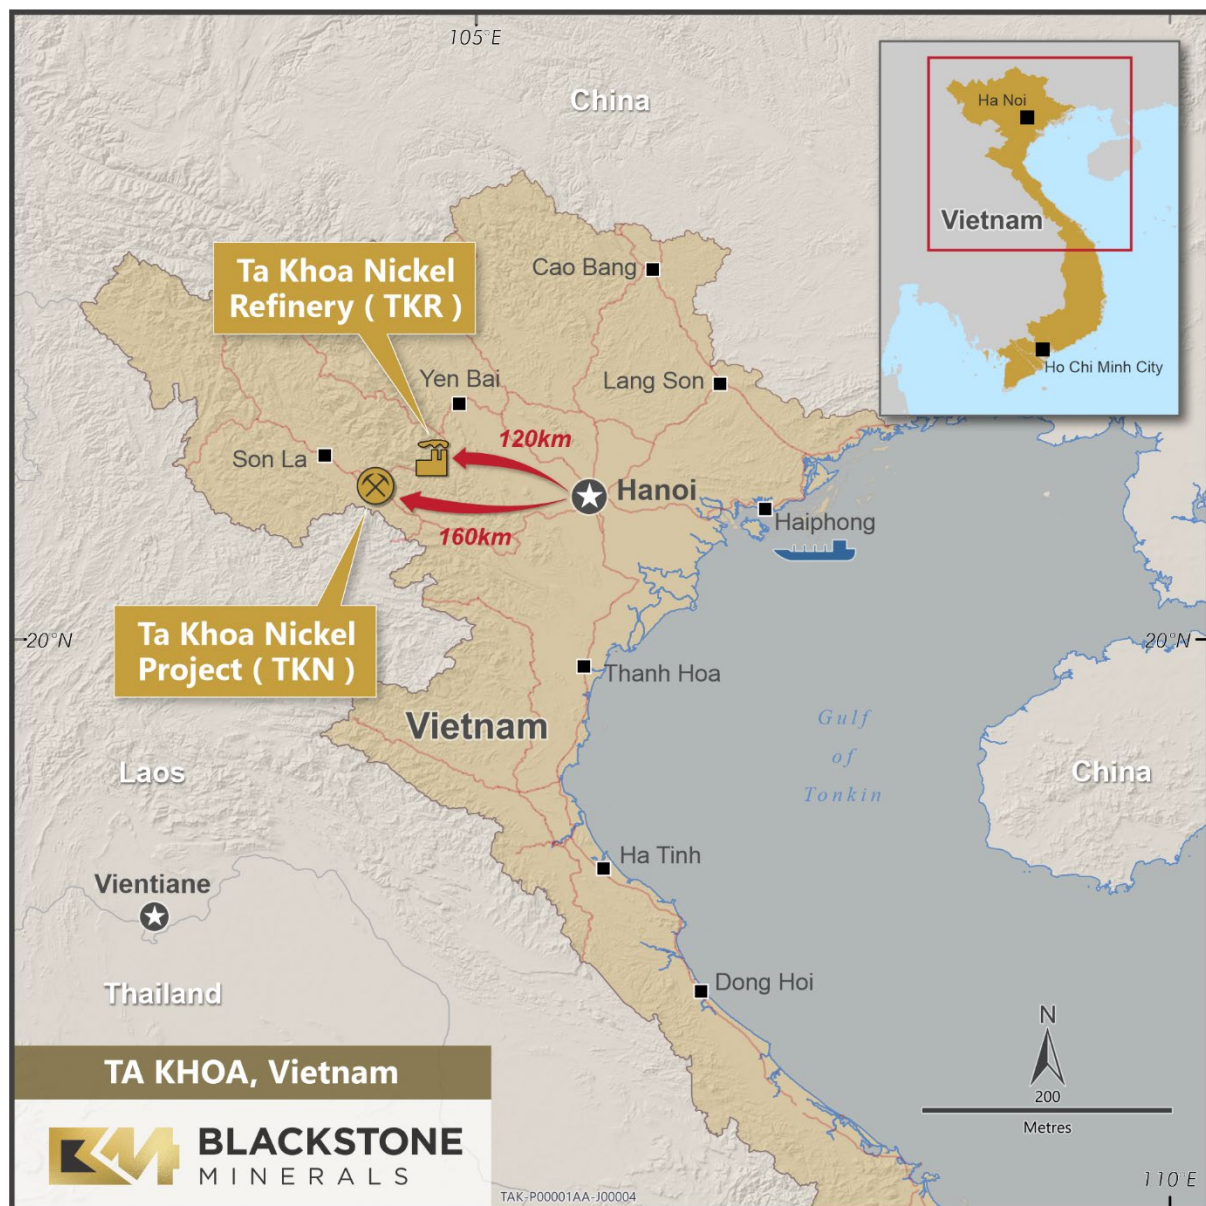 105°E
China
Ha Noi
Vietnam
Ho Chi Minh City
Ta Khoa Nickel
Refinery ( TKR )
Cao Bang
Yen Bai
Lang Son
120km
Son La
Hanoi
160km
Haiphong
Ta Khoa Nickel
Project ( TKN )
20°N
20°N
Thanh Hoa
Vietnam
Gulf
of
Tonkin
Laos
China
Ha Tinh
Vientiane
Dong Hoi
Thailand
N
200
Metres
TA KHOA, Vietnam
BLACKSTONE
MINERALS
110°E
TAK-P00001AA-J00004